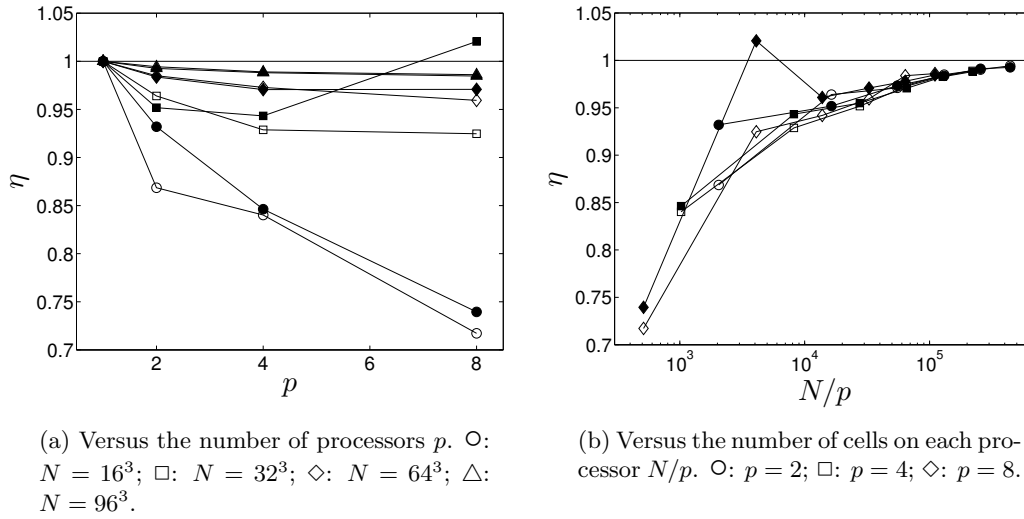 1.05
1
0.95
0.9
0.85
0.8
0.75
0.7
η
2
4
6
8
p
(a) Versus the number of processors p. ○:
N = 16³; □: N = 32³; ◇: N = 64³; △:
N = 96³.
1.05
1
0.95
0.9
0.85
0.8
0.75
0.7
η
10³
10⁴
10⁵
N/p
(b) Versus the number of cells on each pro-
cessor N/p. ○: p = 2; □: p = 4; ◇: p = 8.